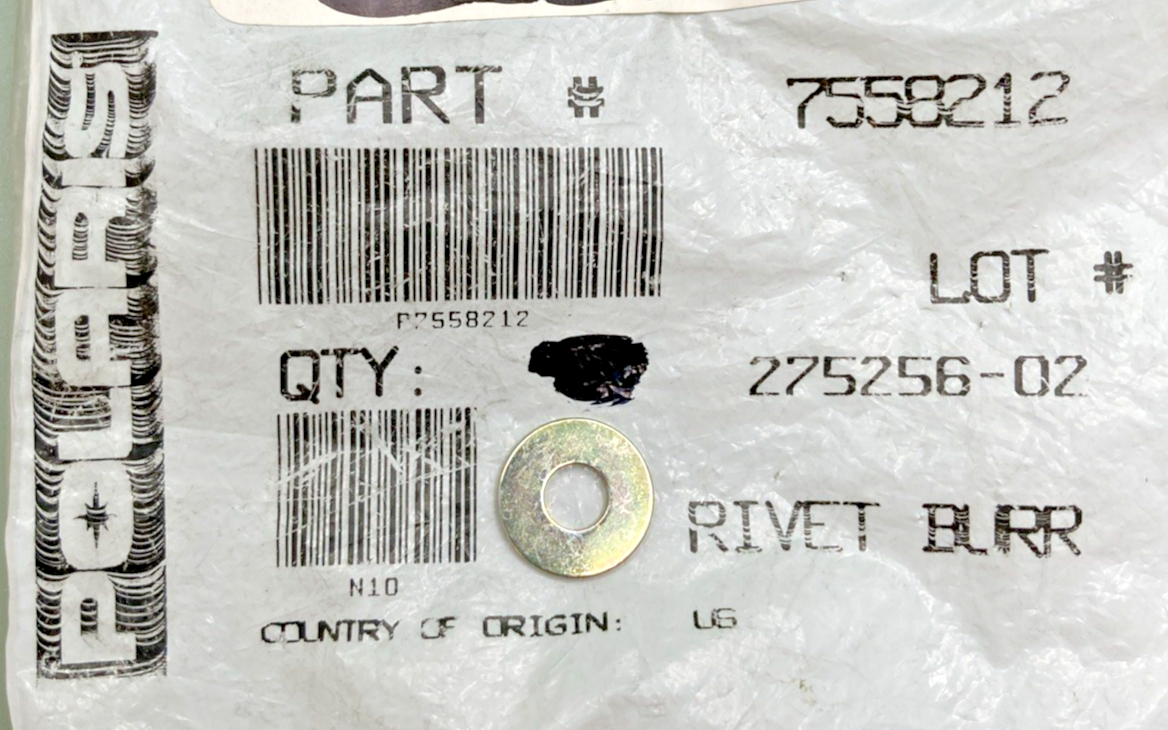 POLARIS
PART # 7558212
P7558212
LOT #
QTY: 275256-02
RIVET BURR
N10
COUNTRY OF ORIGIN: US